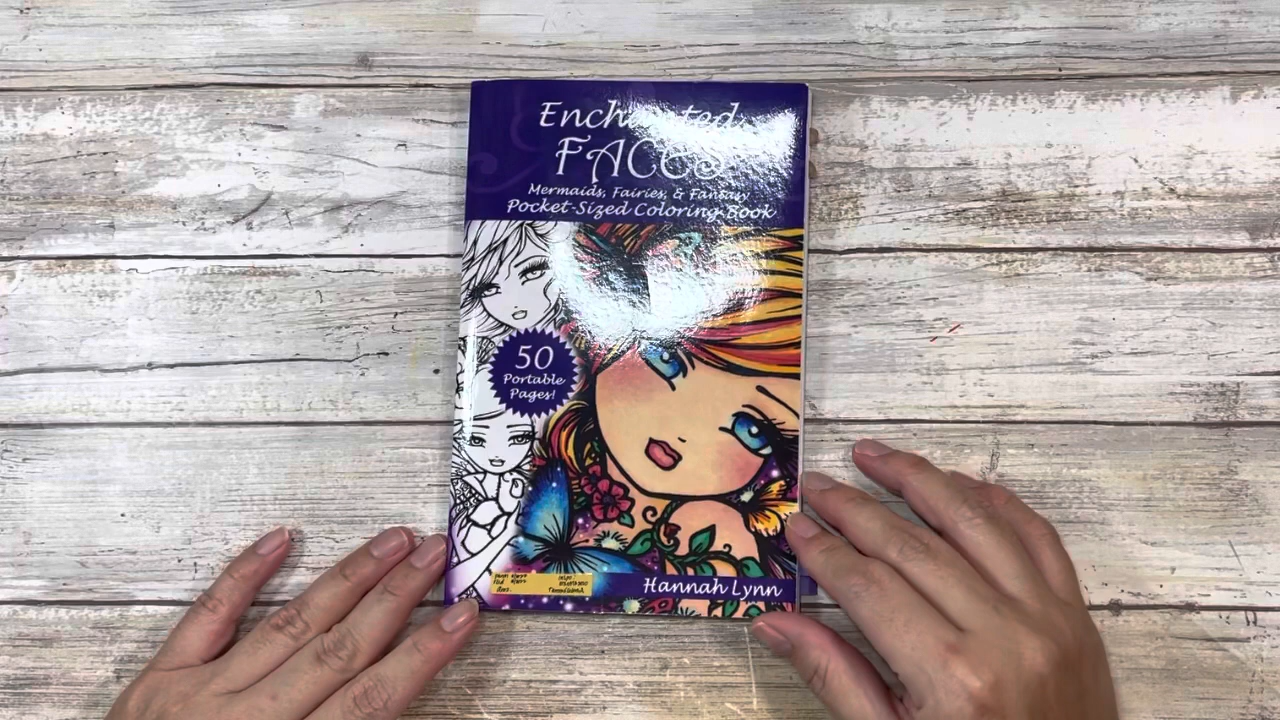 Enchanted
FACES
Mermaids, Fairies, & Fantasy
Pocket-Sized Coloring Book
50
Portable
Pages!
Hannah Lynn